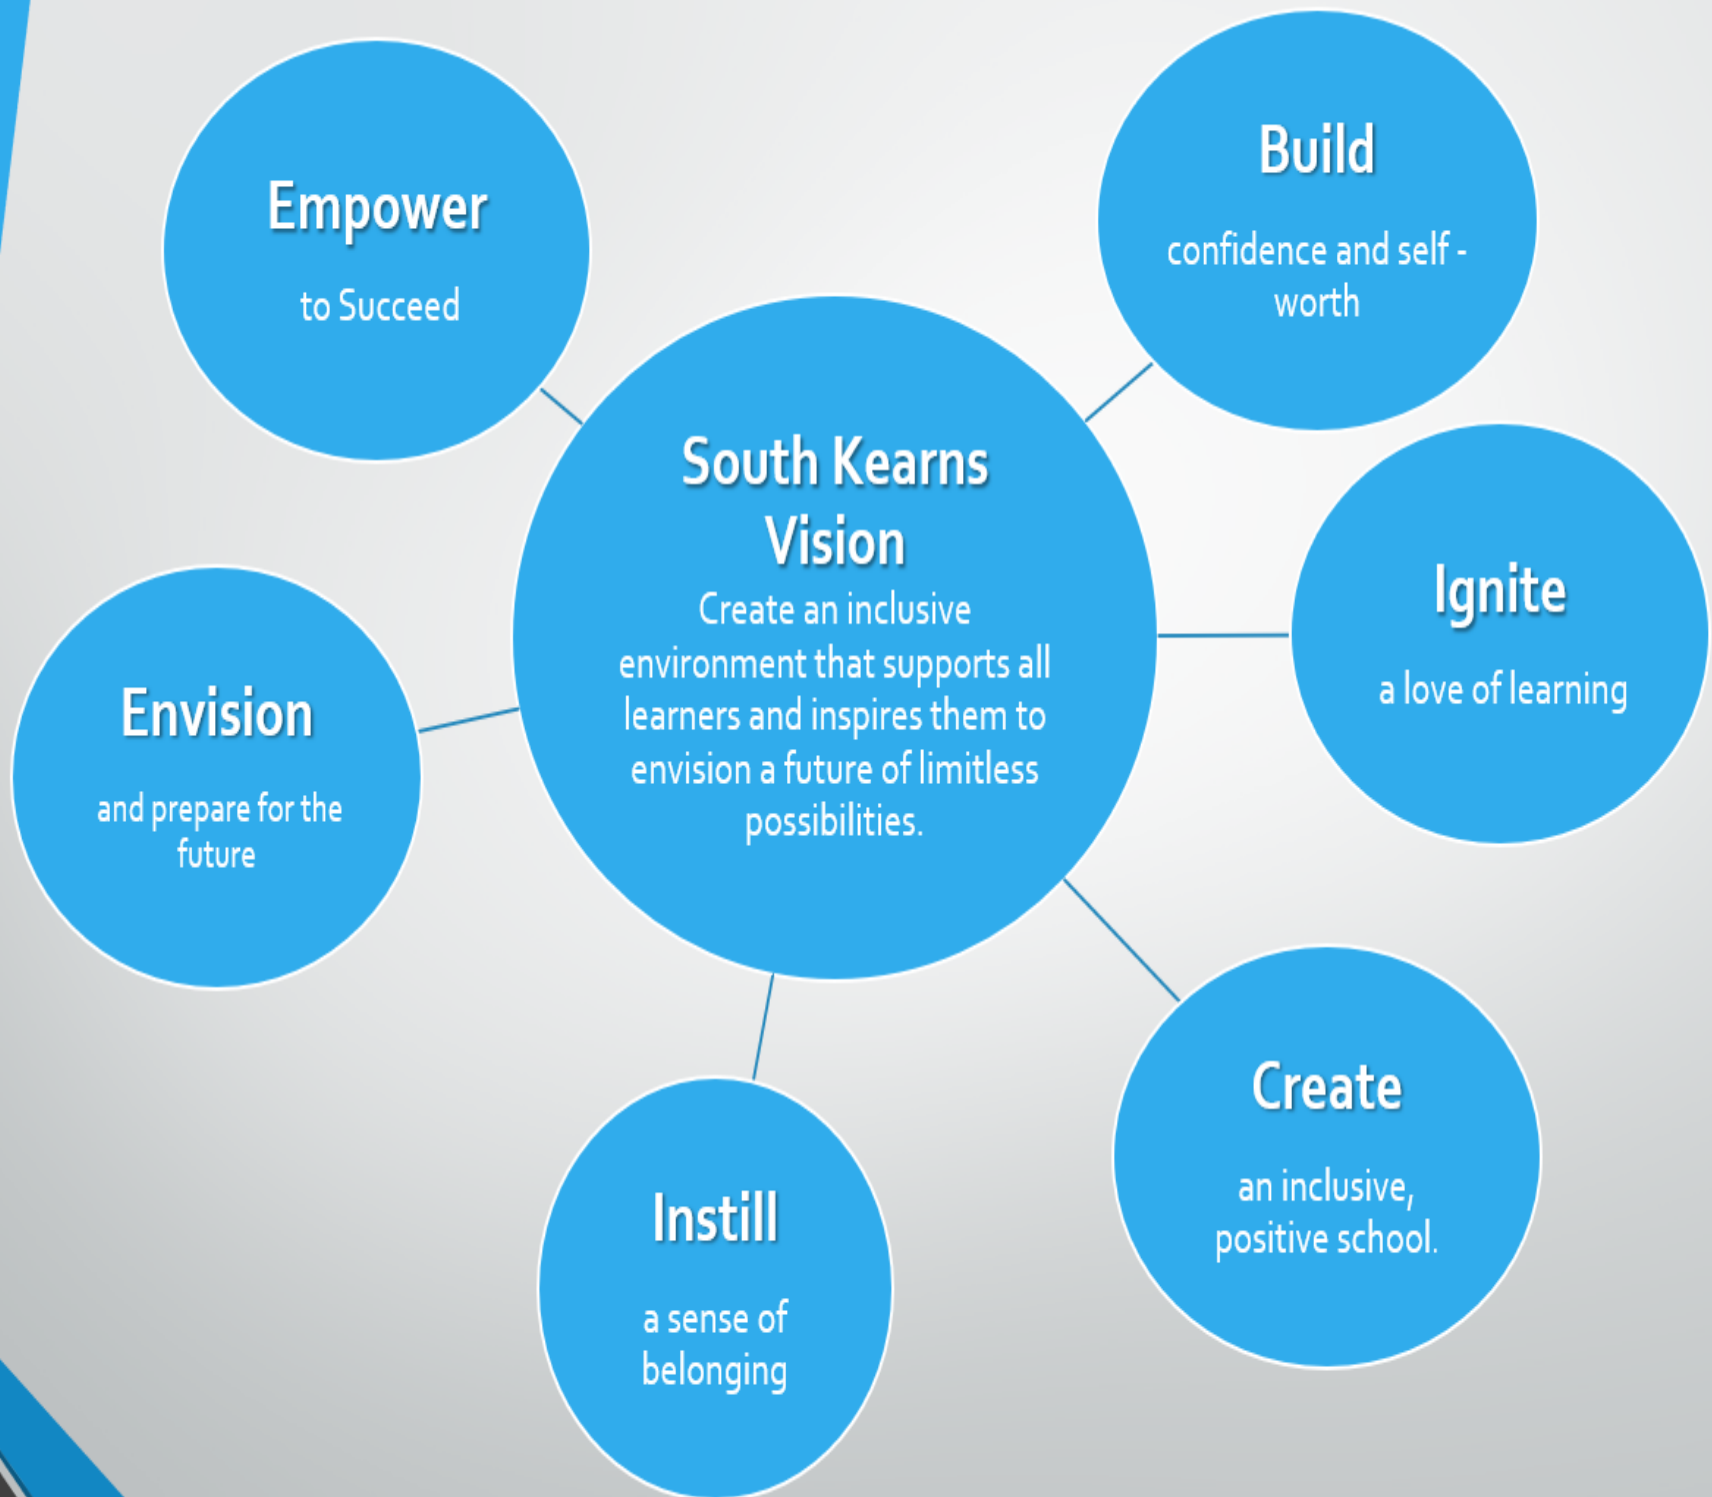 Empower
to Succeed
Build
confidence and self -
worth
South Kearns
Vision
Create an inclusive
environment that supports all
learners and inspires them to
envision a future of limitless
possibilities.
Ignite
a love of learning
Envision
and prepare for the
future
Create
an inclusive,
positive school.
Instill
a sense of
belonging